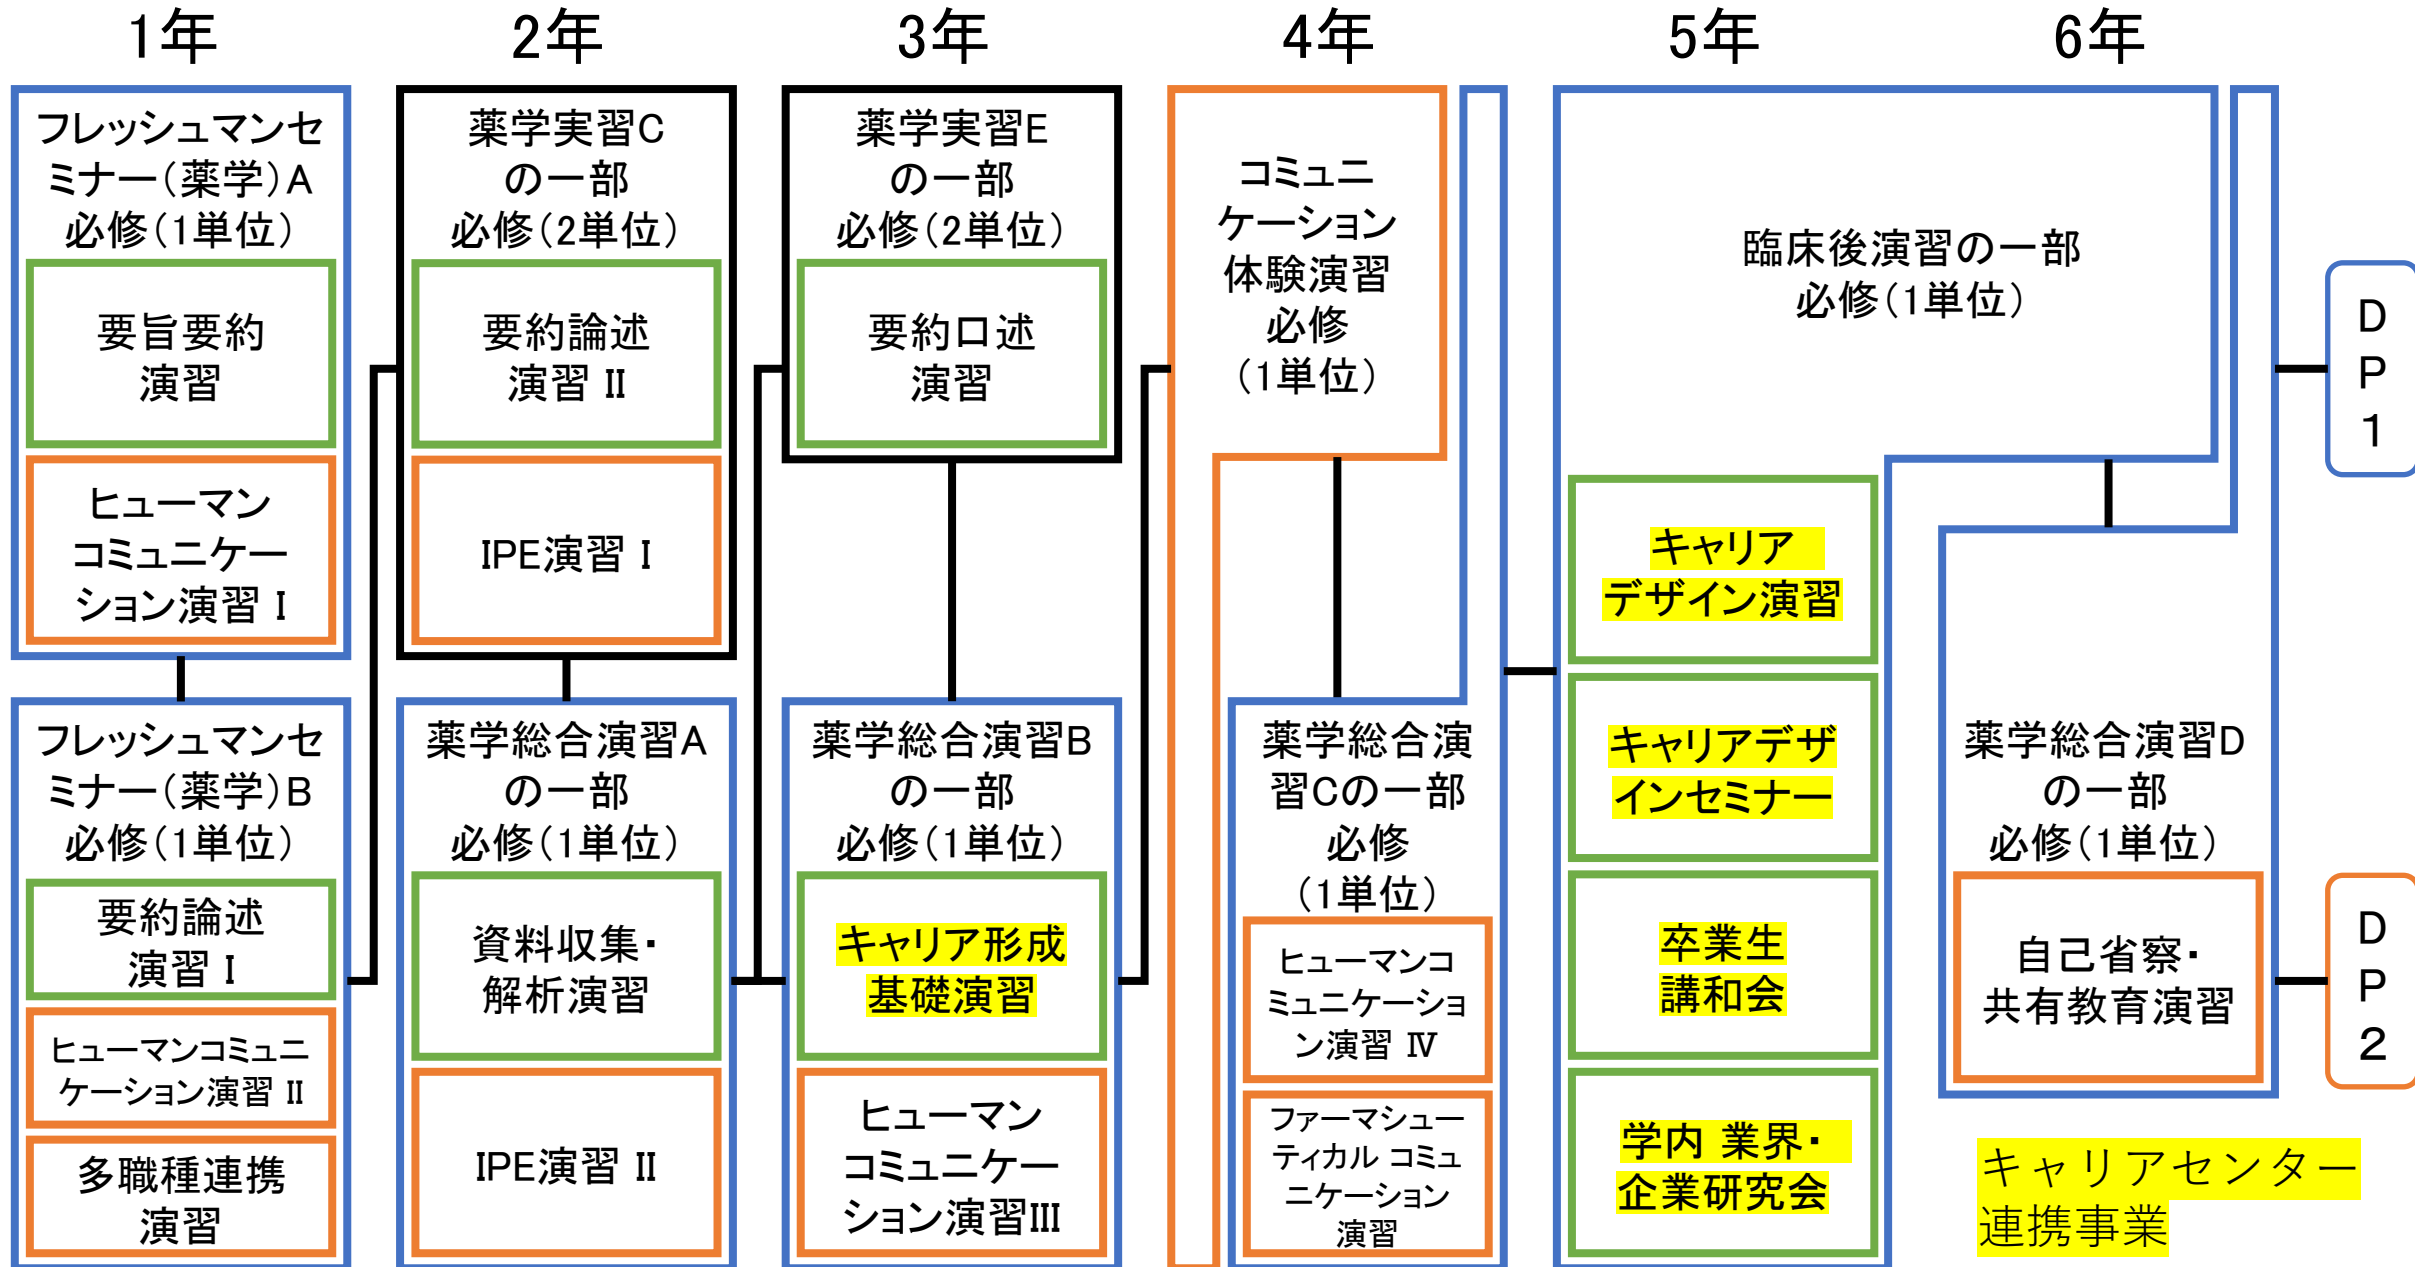 1年
2年
3年
4年
5年
6年
フレッシュマンセ
ミナー(薬学)A
必修(1単位)
要旨要約
演習
ヒューマン
コミュニケー
ション演習 I
フレッシュマンセ
ミナー(薬学)B
必修(1単位)
要約論述
演習 I
ヒューマンコミュニ
ケーション演習 II
多職種連携
演習
薬学実習C
の一部
必修(2単位)
要約論述
演習 II
IPE演習 I
薬学総合演習A
の一部
必修(1単位)
資料収集・
解析演習
IPE演習 II
薬学実習E
の一部
必修(2単位)
要約口述
演習
薬学総合演習B
の一部
必修(1単位)
キャリア形成
基礎演習
ヒューマン
コミュニケー
ション演習III
コミュニ
ケーション
体験演習
必修
(1単位)
薬学総合演
習Cの一部
必修
(1単位)
ヒューマンコ
ミュニケーショ
ン演習 Ⅳ
ファーマシュー
ティカル コミュ
ニケーション
演習
臨床後演習の一部
必修(1単位)
キャリア
デザイン演習
キャリアデザ
インセミナー
卒業生
講和会
学内 業界・
企業研究会
薬学総合演習D
の一部
必修(1単位)
自己省察・
共有教育演習
D
P
1
D
P
2
キャリアセンター
連携事業